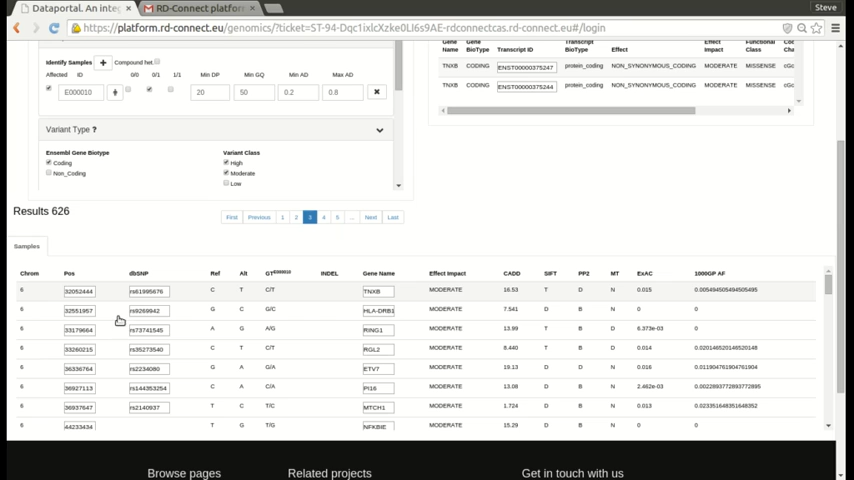 Dataportal. An inte × RD-Connect platform × Steve
https://platform.rd-connect.eu/genomics/?ticket=ST-94-Dqc1ixlcXzke0LI6s9AE-rdconnectcas.rd-connect.eu#/login
Identify Samples + Compound het.
Affected ID 0/0 0/1 1/1 Min DP Min GQ Min AD Max AD
E000010 20 50 0.2 0.8
Variant Type ?
Ensembl Gene Biotype Variant Class
Coding High
Non_Coding Moderate
Low
Gene Name Gene BioType Transcript ID Transcript BioType Effect Effect Impact Functional Class
TNXB CODING ENST00000375247 protein_coding NON_SYNONYMOUS_CODING MODERATE MISSENSE cGc
TNXB CODING ENST00000375244 protein_coding NON_SYNONYMOUS_CODING MODERATE MISSENSE cGc
Results 626
First Previous 1 2 3 4 5 ... Next Last
Samples
Chrom Pos dbSNP Ref Alt GT E000010 INDEL Gene Name Effect Impact CADD SIFT PP2 MT ExAC 1000GP AF
6 32052444 rs61995676 C T C/T TNXB MODERATE 16.53 T D N 0.015 0.005494505494505495
6 32551957 rs9269942 G C G/C HLA-DRB1 MODERATE 7.541 D B N 0 0
6 33179664 rs73741545 A G A/G RING1 MODERATE 13.99 T B D 6.373e-03 0
6 33260215 rs35273540 C T C/T RGL2 MODERATE 8.440 T B D 0.014 0.020146520146520148
6 36336764 rs2234080 G A G/A ETV7 MODERATE 19.13 D D N 0.016 0.011904761904761904
6 36927113 rs144353254 C A C/A PI16 MODERATE 13.08 D B N 2.462e-03 0.0022893772893772895
6 36937647 rs2140937 T C T/C MTCH1 MODERATE 1.724 D B N 0.013 0.023351648351648352
6 44233434 T G T/G NFKBIE MODERATE 15.29 D B N 0 0
Browse pages Related projects Get in touch with us